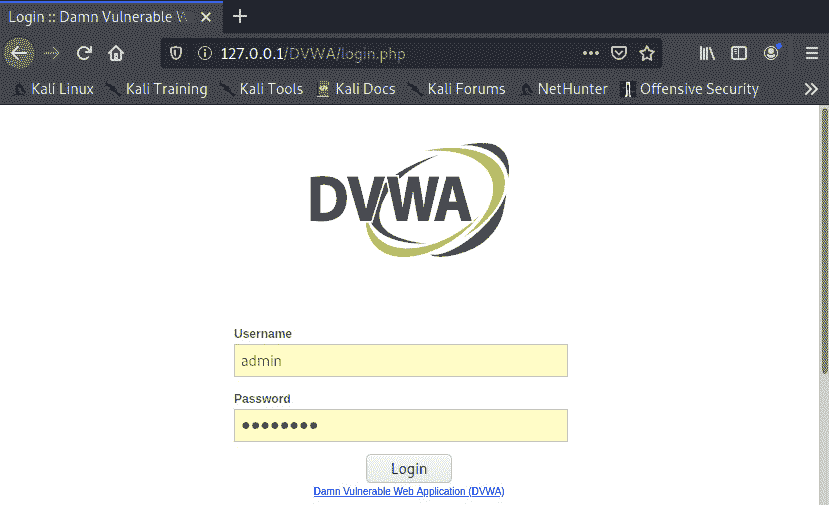 Login :: Damn Vulnerable W
127.0.0.1/DVWA/login.php
Kali Linux Kali Training Kali Tools Kali Docs Kali Forums NetHunter Offensive Security
DVWA
Username
admin
Password
••••••••
Login
Damn Vulnerable Web Application (DVWA)